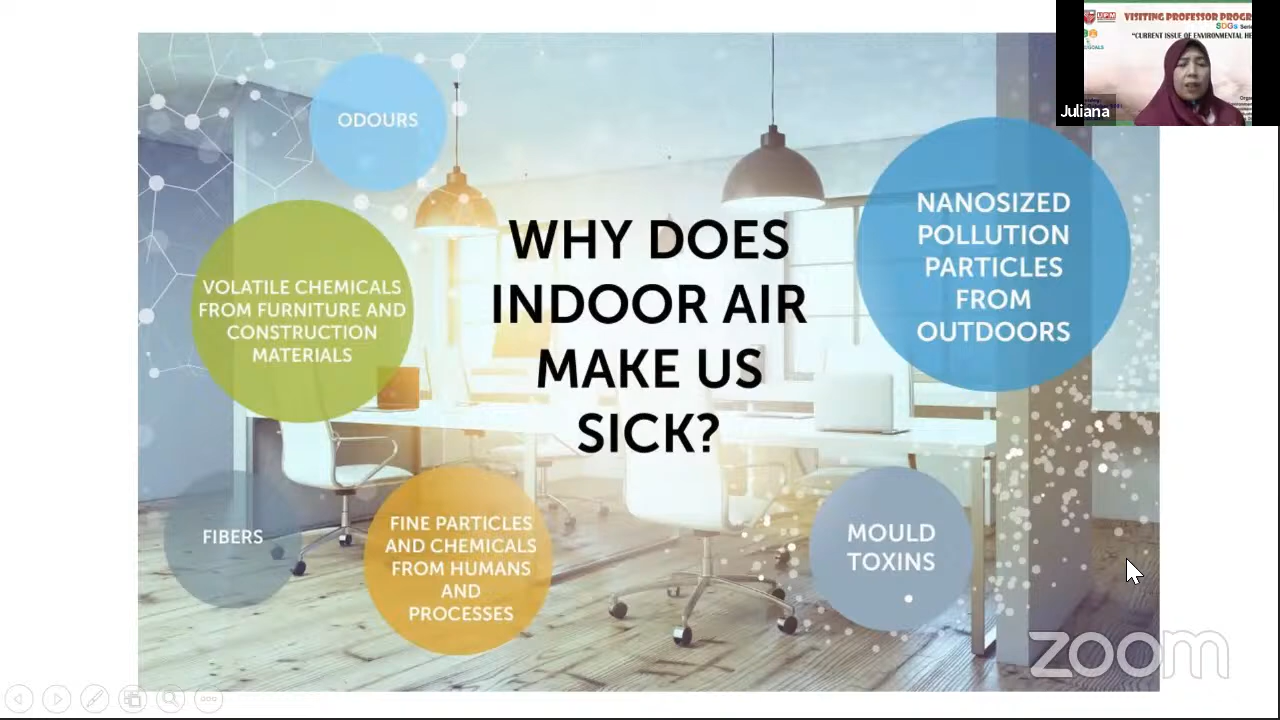 VISITING PROFESSOR PROGR
SDGs
"CURRENT ISSUE OF ENVIRONMENTAL HE
Juliana
ODOURS
NANOSIZED
POLLUTION
PARTICLES
FROM
OUTDOORS
WHY DOES
INDOOR AIR
MAKE US
SICK?
VOLATILE CHEMICALS
FROM FURNITURE AND
CONSTRUCTION
MATERIALS
FIBERS
FINE PARTICLES
AND CHEMICALS
FROM HUMANS
AND
PROCESSES
MOULD
TOXINS
zoom